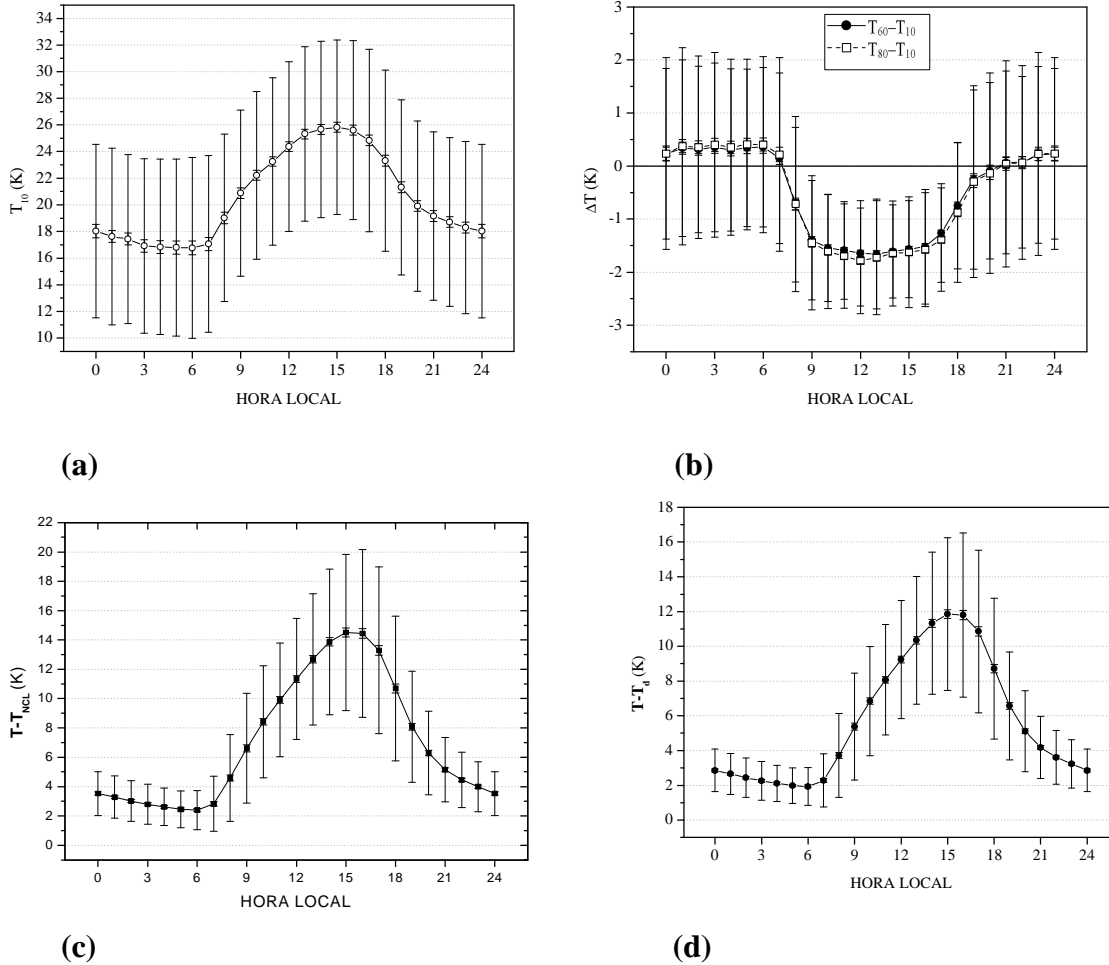 34
32
30
28
26
24
22
20
18
16
14
12
10
T10 (K)
0 3 6 9 12 15 18 21 24
HORA LOCAL
(a)
T60–T10
T80–T10
3
2
1
0
-1
-2
-3
ΔT (K)
0 3 6 9 12 15 18 21 24
HORA LOCAL
(b)
22
20
18
16
14
12
10
8
6
4
2
0
T-TNCL (K)
0 3 6 9 12 15 18 21 24
HORA LOCAL
(c)
18
16
14
12
10
8
6
4
2
0
T-Td (K)
0 3 6 9 12 15 18 21 24
HORA LOCAL
(d)